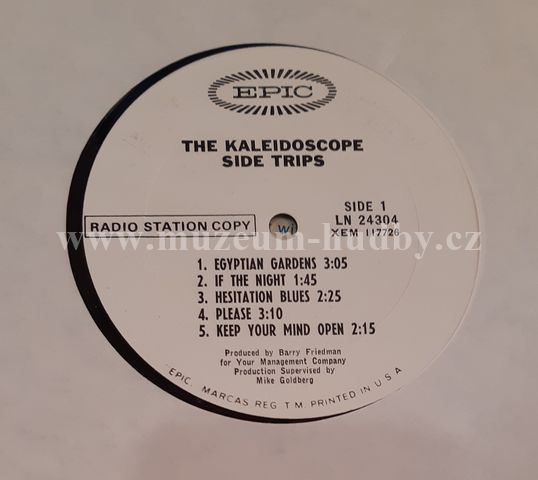 EPIC
THE KALEIDOSCOPE
SIDE TRIPS
SIDE 1
LN 24304
XEM 117726
RADIO STATION COPY
www.muzeum-hudby.cz
1. EGYPTIAN GARDENS 3:05
2. IF THE NIGHT 1:45
3. HESITATION BLUES 2:25
4. PLEASE 3:10
5. KEEP YOUR MIND OPEN 2:15
Produced by Barry Friedman
for Your Management Company
Production Supervised by
Mike Goldberg
EPIC. MARCAS REG T M PRINTED IN U S A